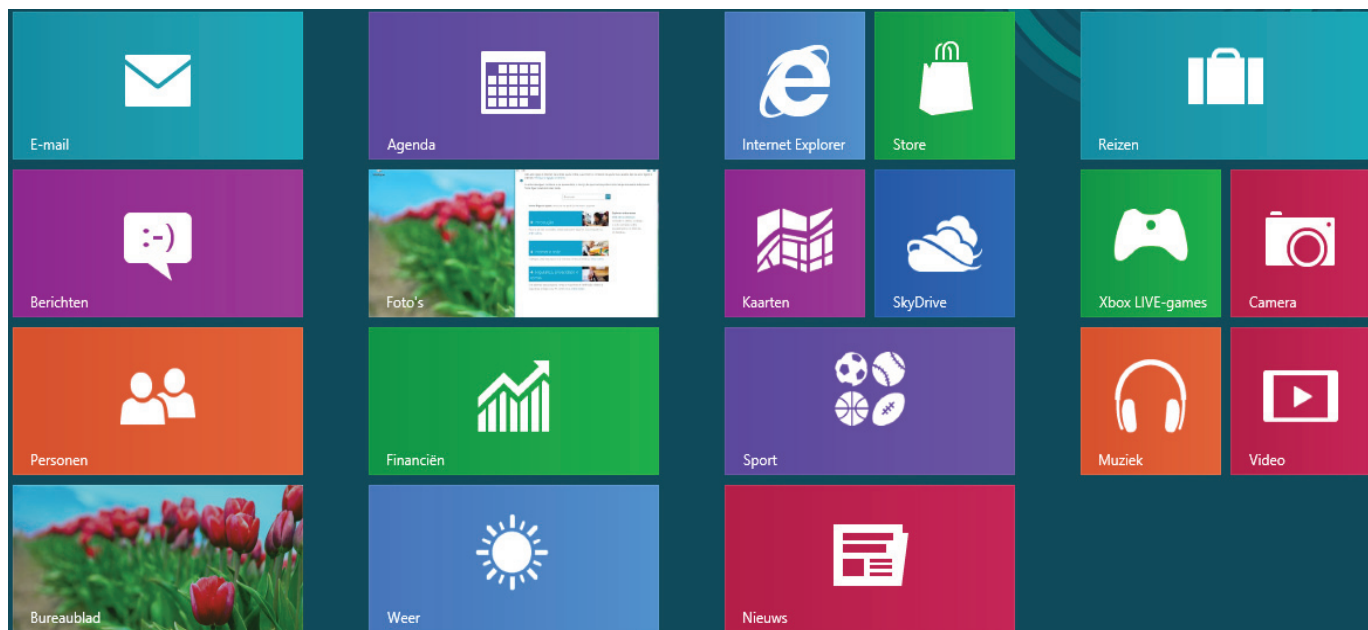 E-mail
Agenda
Internet Explorer
Store
Reizen
Berichten
:-)
Foto's
Kaarten
SkyDrive
Xbox LIVE-games
Camera
Personen
Financiën
Sport
Muziek
Video
Bureaublad
Weer
Nieuws